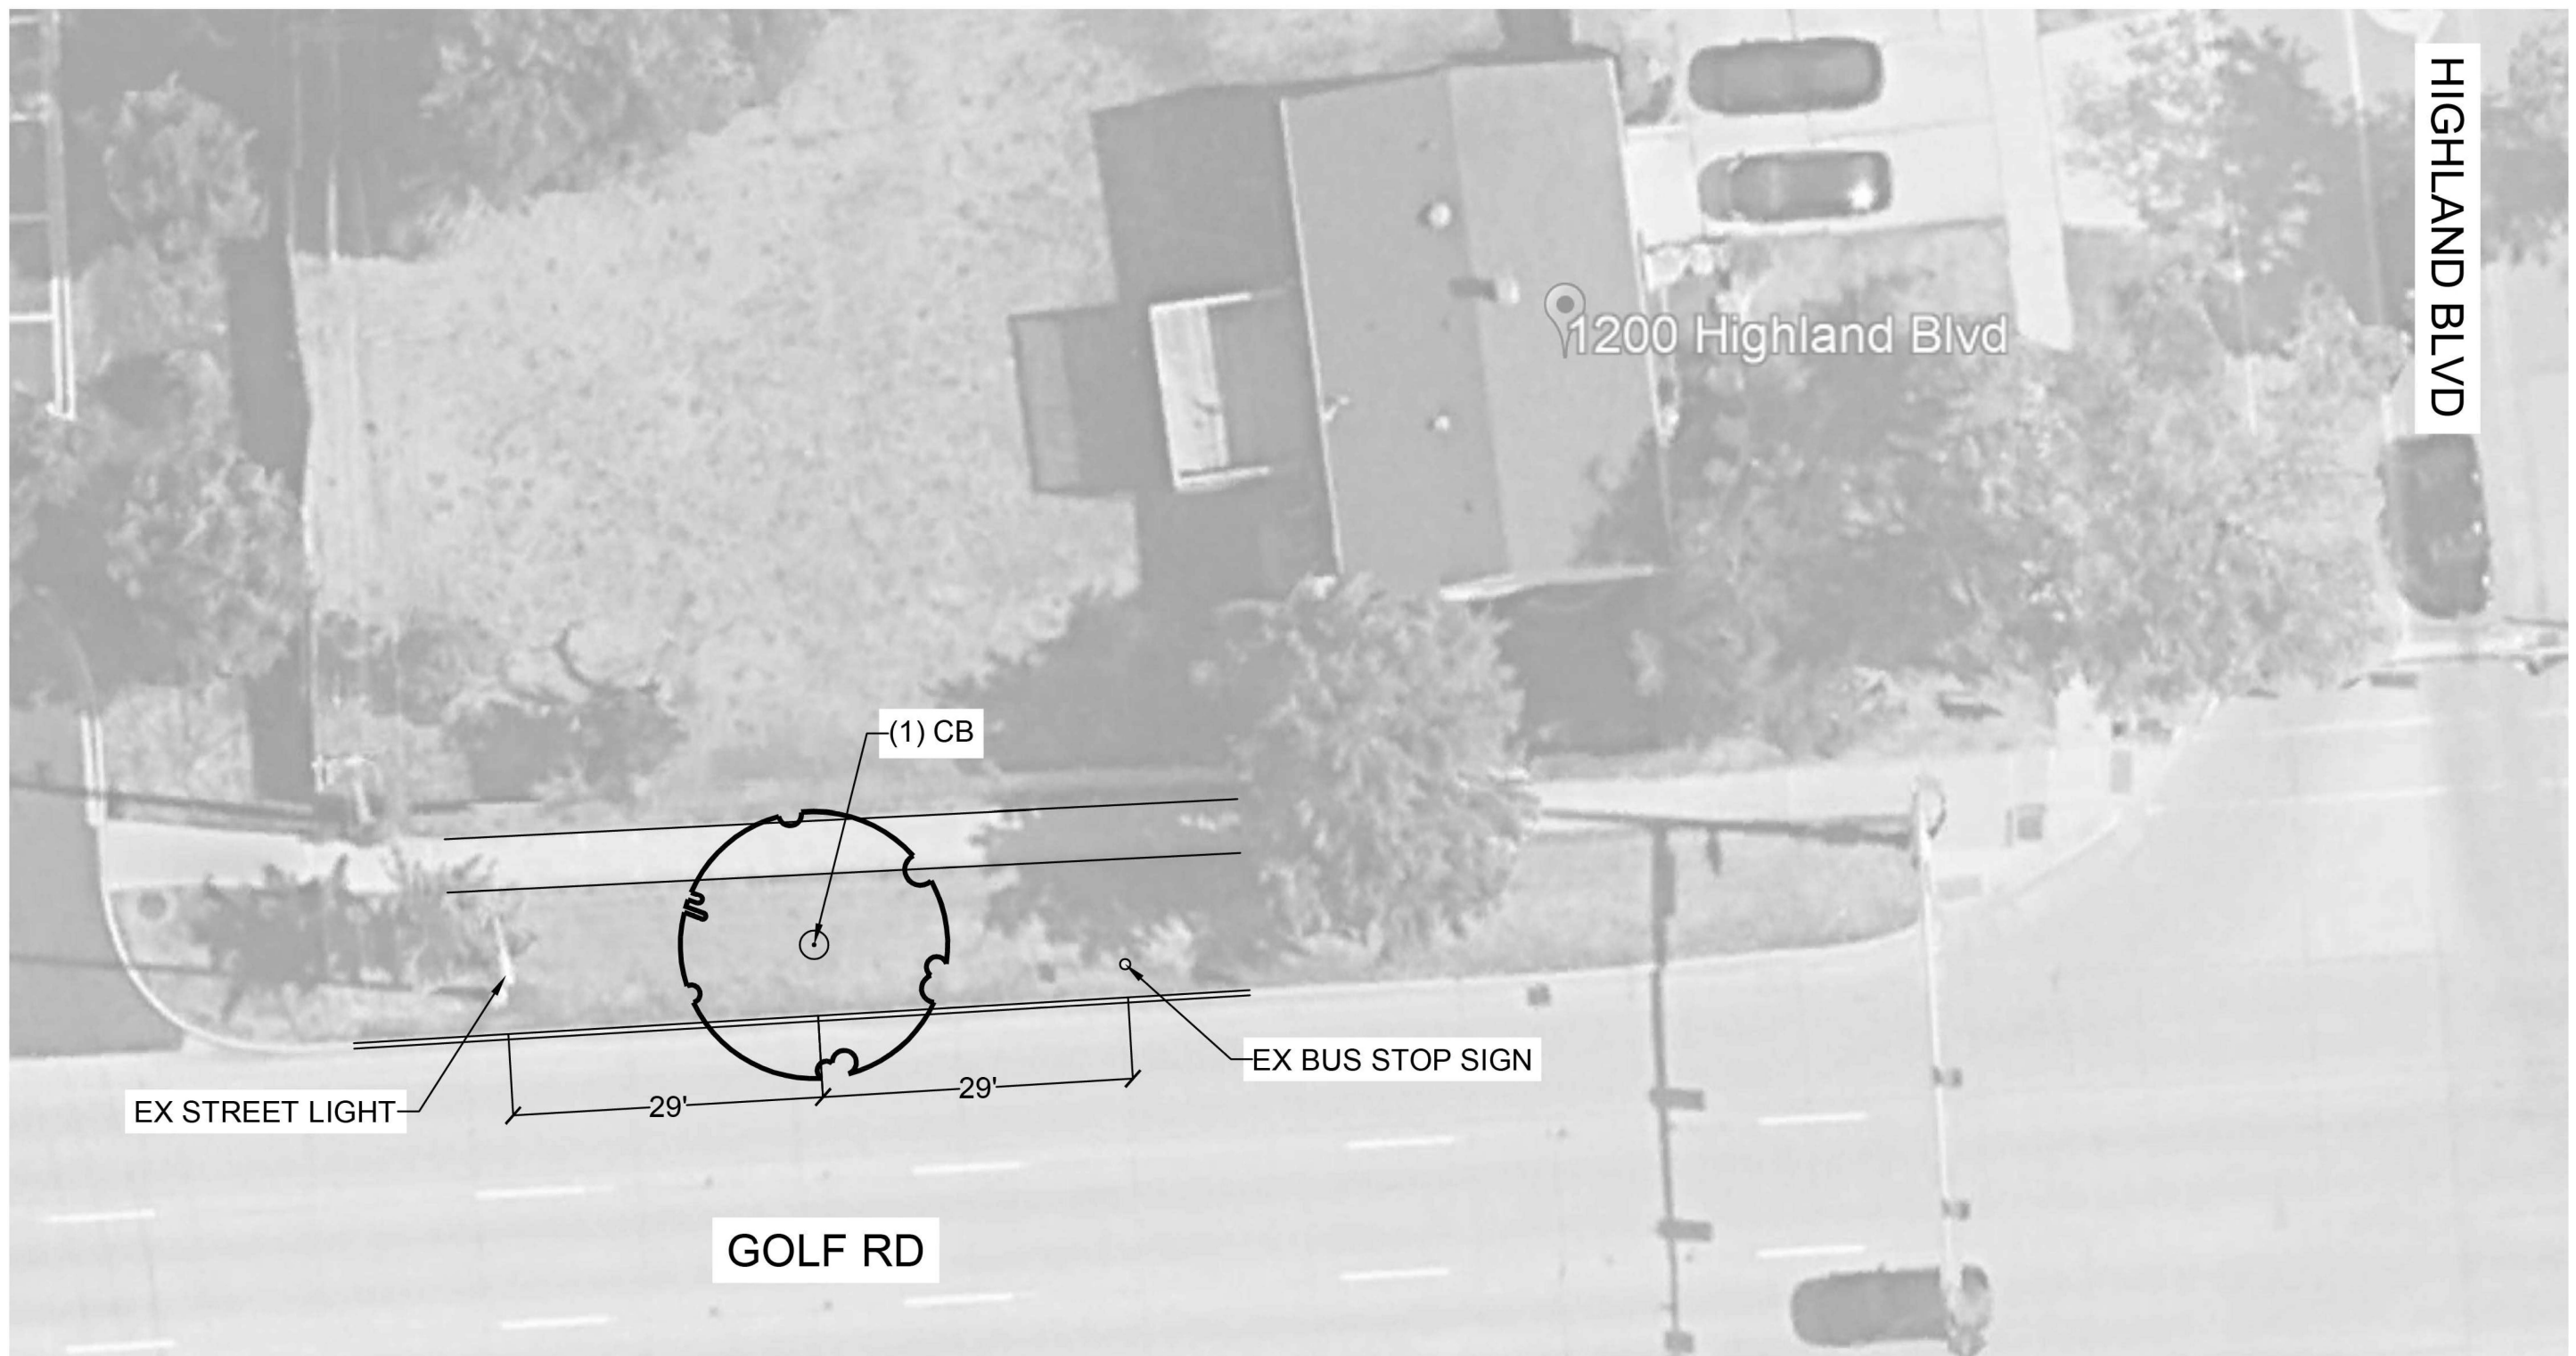 HIGHLAND BLVD
1200 Highland Blvd
(1) CB
EX BUS STOP SIGN
29'
29'
EX STREET LIGHT
GOLF RD